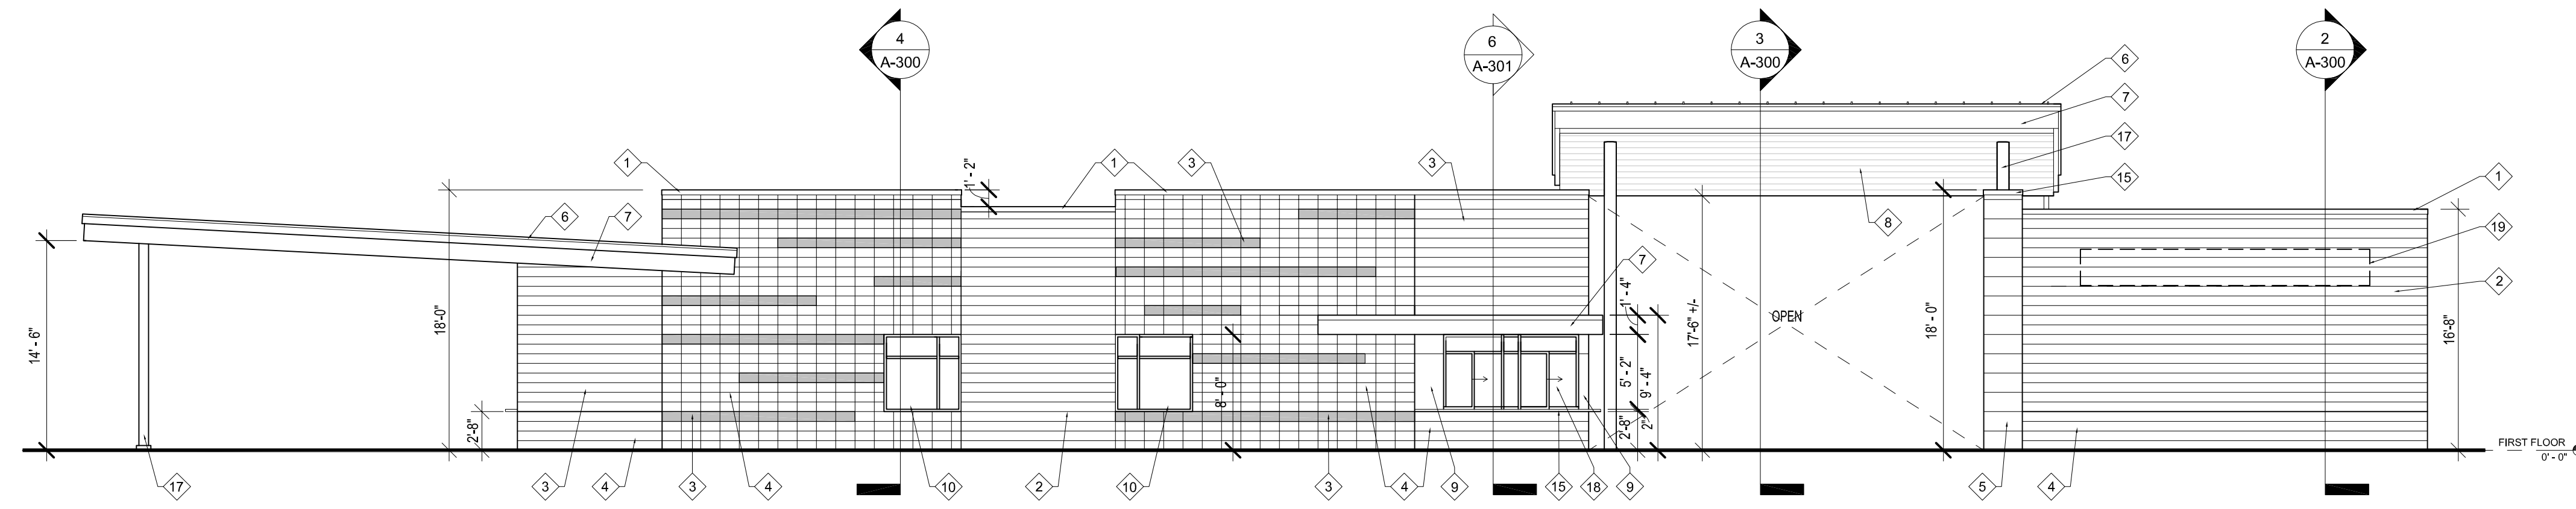 4
A-300
6
A-301
3
A-300
2
A-300
6
7
17
15
1
1
3
3
1' - 2"
1
6
7
8
19
2
7
14' - 6"
18'-0"
2'-8"
8' - 0"
1' - 4"
5' - 2"
9' - 4"
2'-8"
2"
17'-6" +/-
OPEN
18' - 0"
16'-8"
FIRST FLOOR
0' - 0"
17
3
4
3
4
10
2
10
3
4
9
15
18
9
5
4